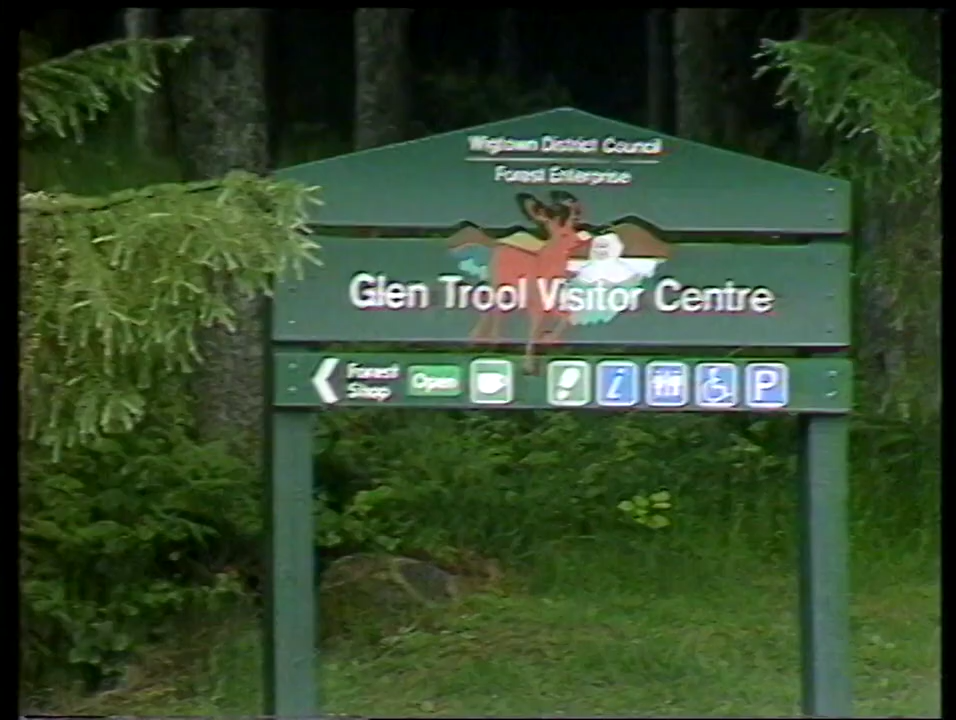 Wigtown District Council
Forest Enterprise
Glen Trool Visitor Centre
Forest
Shop
Open
i
P